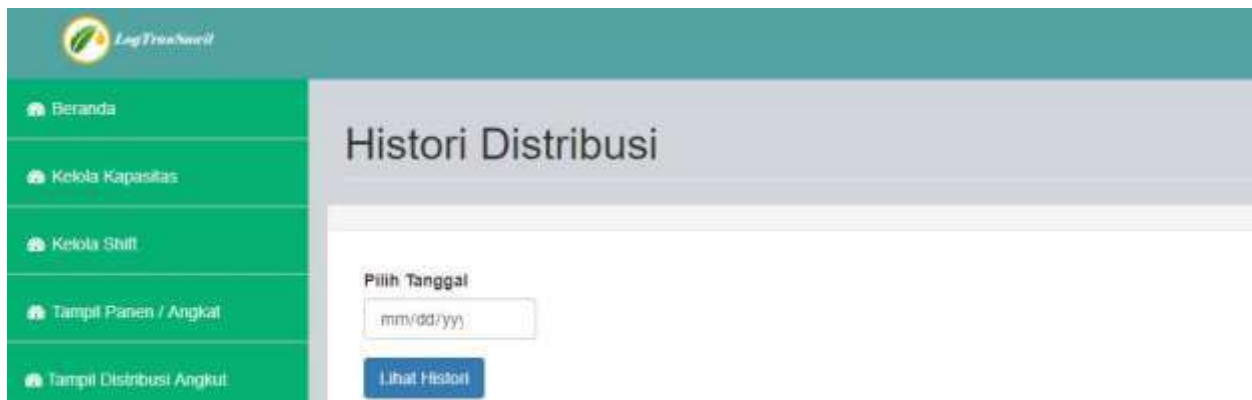 LogTranSawit
Beranda
Kelola Kapasitas
Kelola Shift
Tampil Panen / Angkat
Tampil Distribusi Angkut
Histori Distribusi
Pilih Tanggal
mm/dd/yyy
Lihat Histori